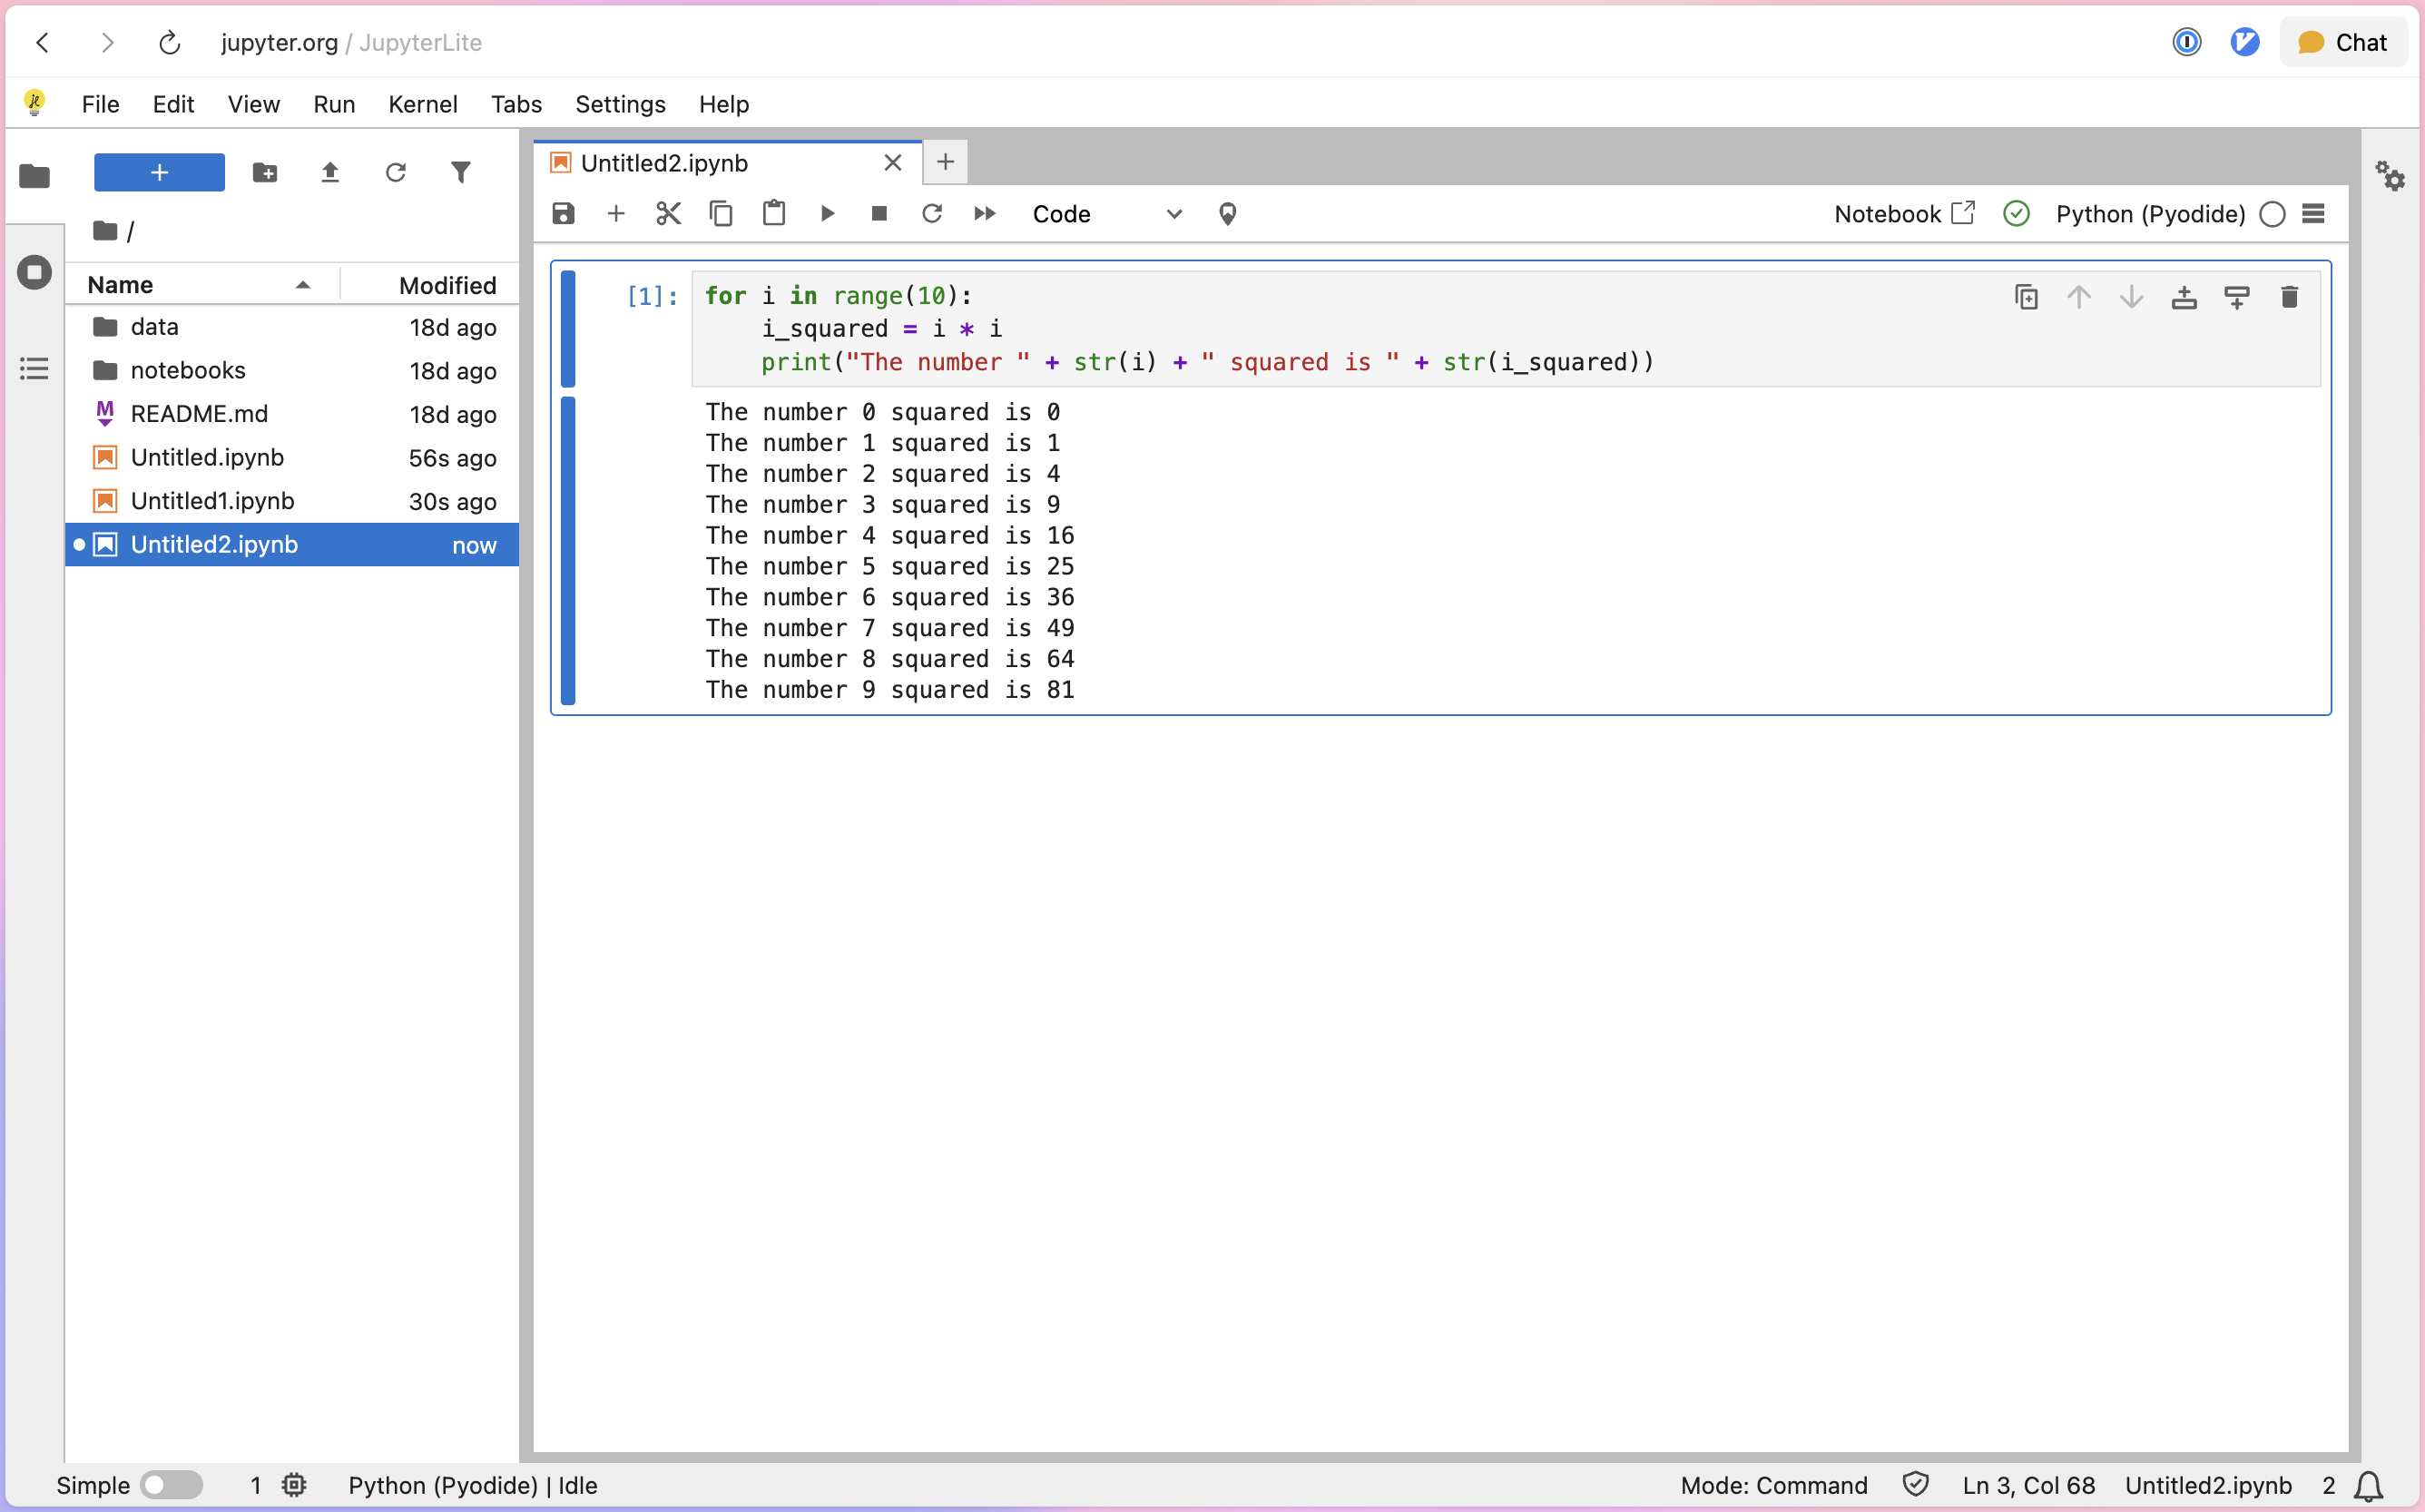 jupyter.org / JupyterLite
Chat
File Edit View Run Kernel Tabs Settings Help
Untitled2.ipynb
Code
Notebook
Python (Pyodide)
/
Name Modified
data 18d ago
notebooks 18d ago
README.md 18d ago
Untitled.ipynb 56s ago
Untitled1.ipynb 30s ago
Untitled2.ipynb now
[1]: for i in range(10):
    i_squared = i * i
    print("The number " + str(i) + " squared is " + str(i_squared))
The number 0 squared is 0
The number 1 squared is 1
The number 2 squared is 4
The number 3 squared is 9
The number 4 squared is 16
The number 5 squared is 25
The number 6 squared is 36
The number 7 squared is 49
The number 8 squared is 64
The number 9 squared is 81
Simple 1 Python (Pyodide) | Idle Mode: Command Ln 3, Col 68 Untitled2.ipynb 2